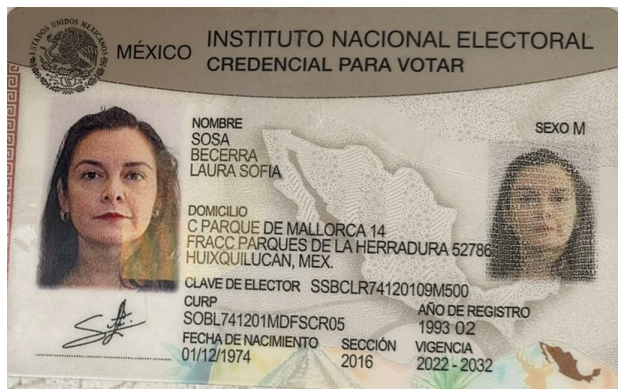 ESTADOS UNIDOS MEXICANOS
MÉXICO
INSTITUTO NACIONAL ELECTORAL
CREDENCIAL PARA VOTAR
NOMBRE
SOSA
BECERRA
LAURA SOFIA
SEXO M
DOMICILIO
C PARQUE DE MALLORCA 14
FRACC PARQUES DE LA HERRADURA 52786
HUIXQUILUCAN, MEX.
CLAVE DE ELECTOR SSBCLR74120109M500
CURP
SOBL741201MDFSCR05
AÑO DE REGISTRO
1993 02
FECHA DE NACIMIENTO
01/12/1974
SECCIÓN
2016
VIGENCIA
2022 - 2032